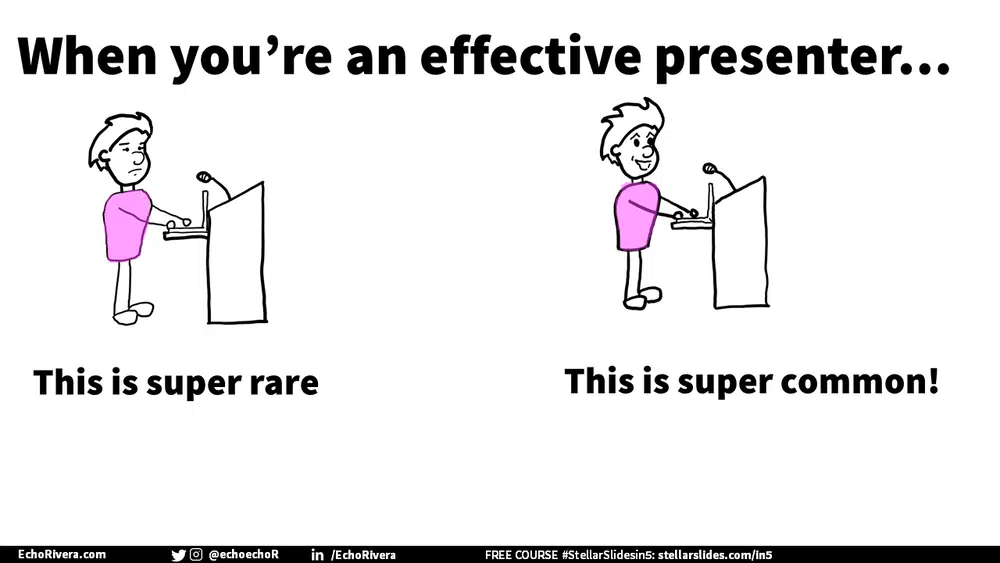 When you’re an effective presenter...
This is super rare
This is super common!
EchoRivera.com @echoechoR in /EchoRivera FREE COURSE #StellarSlidesin5: stellarslides.com/in5